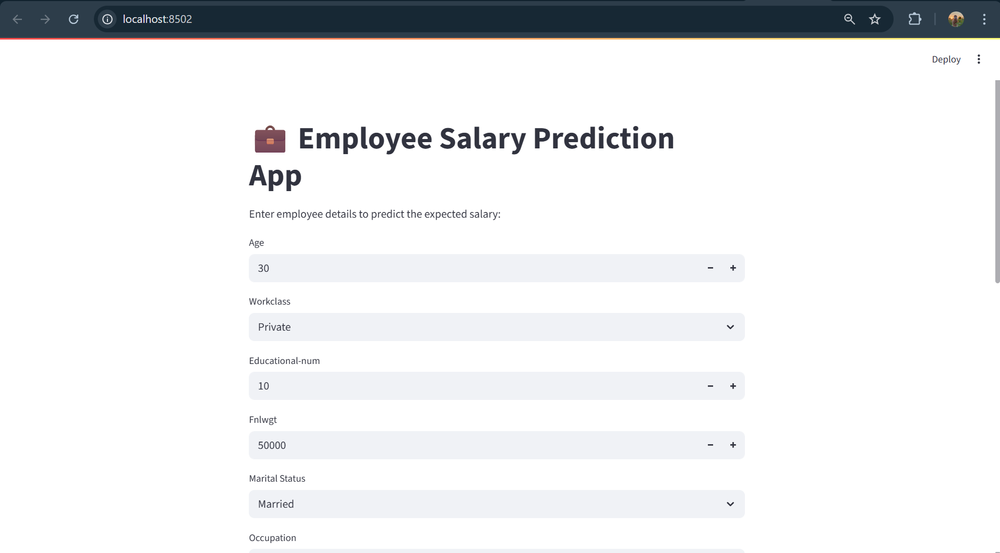 localhost:8502
Deploy
Employee Salary Prediction
App
Enter employee details to predict the expected salary:
Age
30
Workclass
Private
Educational-num
10
Fnlwgt
50000
Marital Status
Married
Occupation